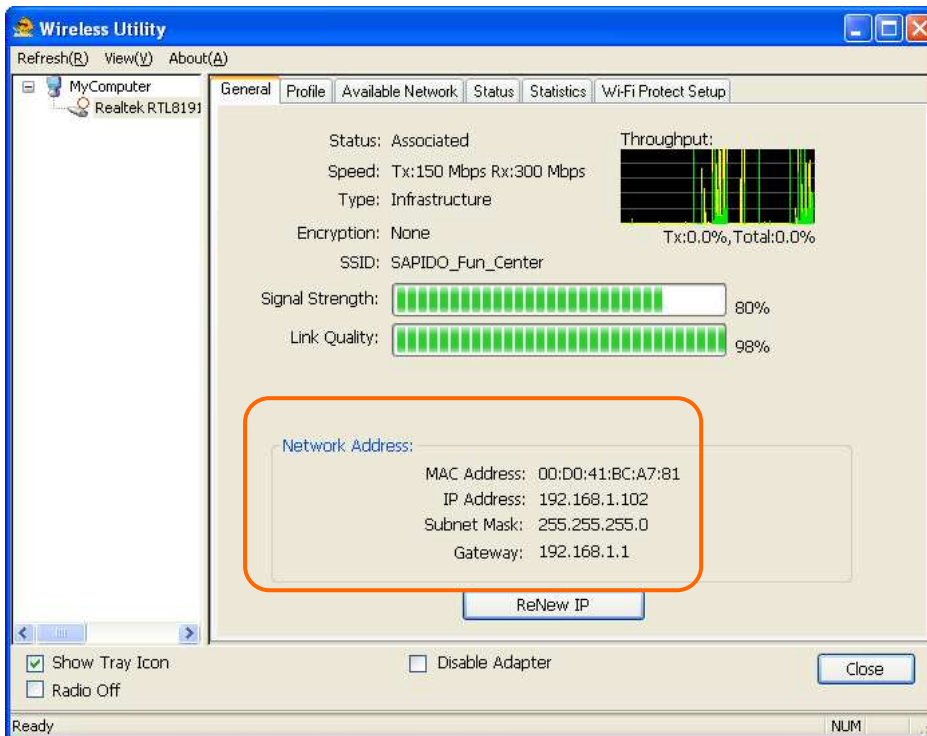 Wireless Utility
Refresh(R) View(V) About(A)
MyComputer
Realtek RTL8191
General Profile Available Network Status Statistics Wi-Fi Protect Setup
Status: Associated
Speed: Tx:150 Mbps Rx:300 Mbps
Type: Infrastructure
Encryption: None
SSID: SAPIDO_Fun_Center
Throughput:
Tx:0.0%,Total:0.0%
Signal Strength: 80%
Link Quality: 98%
Network Address:
MAC Address: 00:D0:41:BC:A7:81
IP Address: 192.168.1.102
Subnet Mask: 255.255.255.0
Gateway: 192.168.1.1
ReNew IP
Show Tray Icon
Radio Off
Disable Adapter
Close
Ready NUM